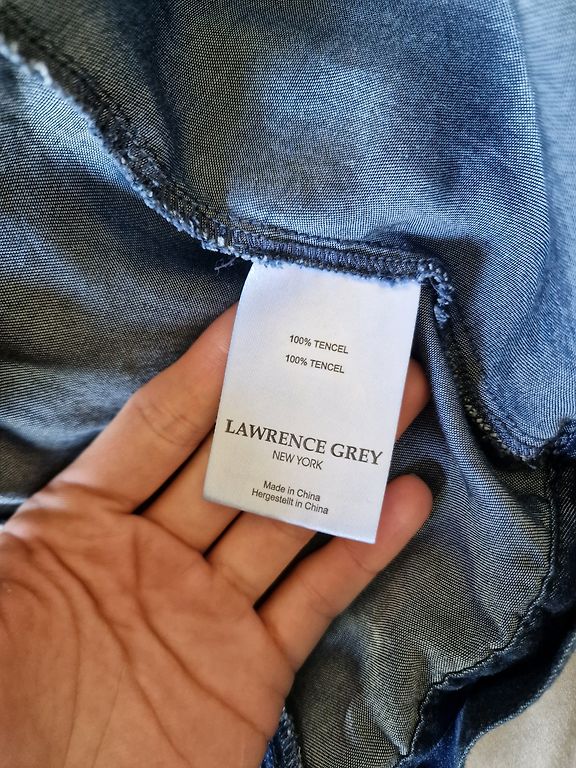 100% TENCEL
100% TENCEL
LAWRENCE GREY
NEW YORK
Made in China
Hergestellt in China